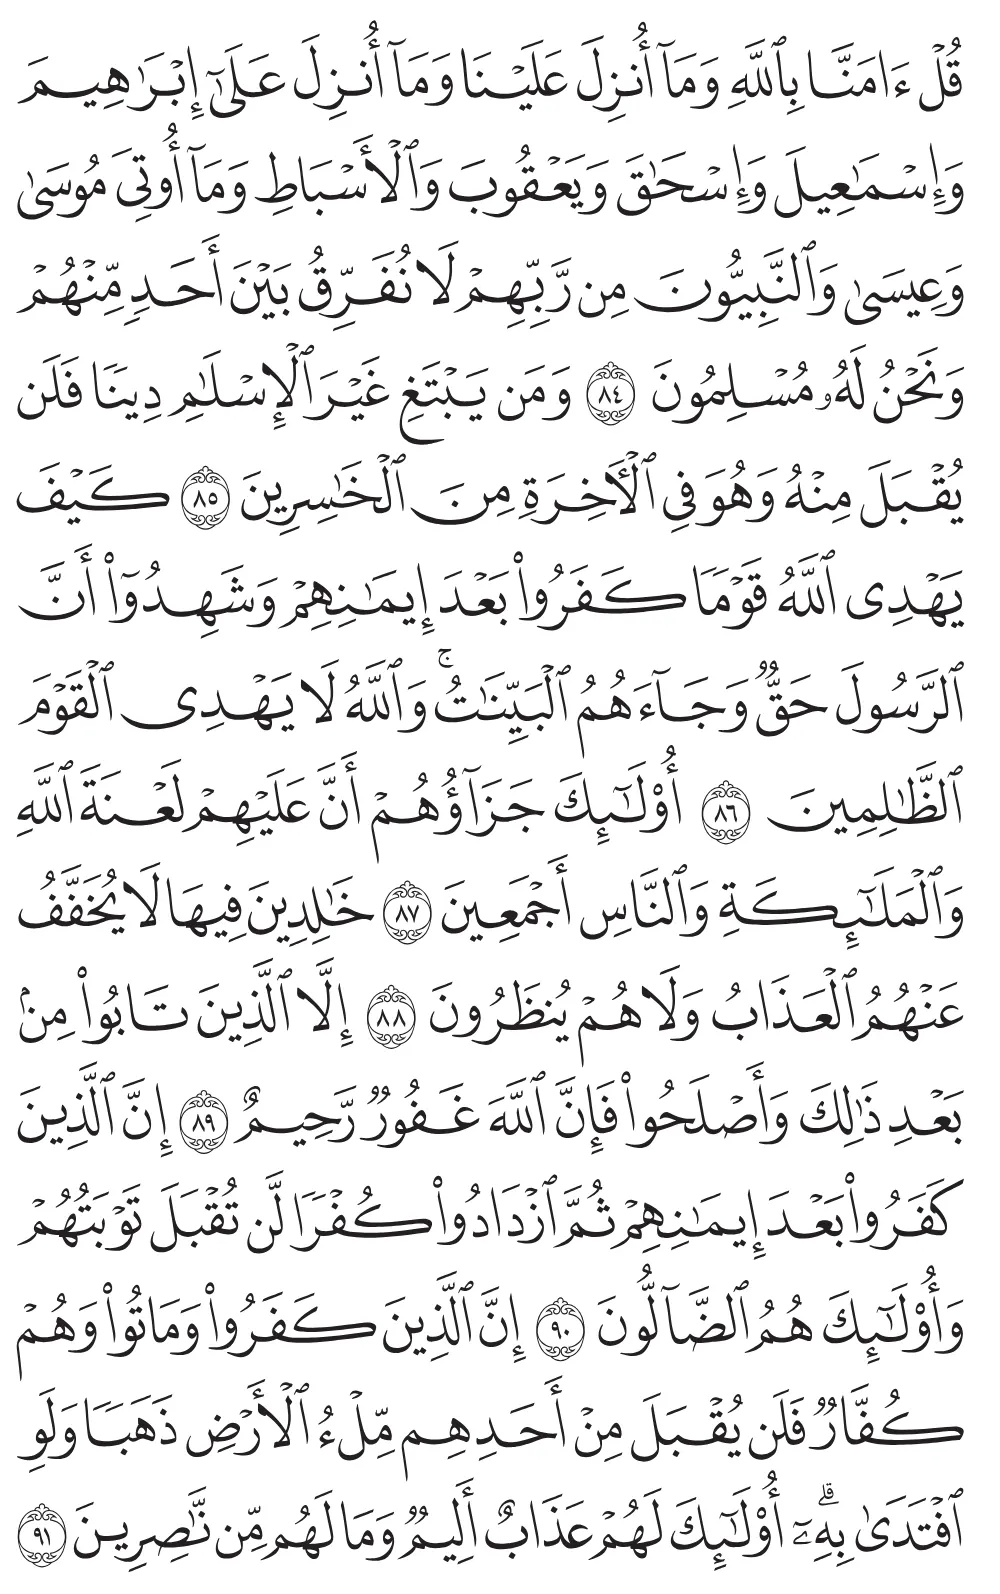 قُلۡ ءَامَنَّا بِٱللَّهِ وَمَآ أُنزِلَ عَلَيۡنَا وَمَآ أُنزِلَ عَلَىٰٓ إِبۡرَٰهِيمَ
وَإِسۡمَٰعِيلَ وَإِسۡحَٰقَ وَيَعۡقُوبَ وَٱلۡأَسۡبَاطِ وَمَآ أُوتِيَ مُوسَىٰ
وَعِيسَىٰ وَٱلنَّبِيُّونَ مِن رَّبِّهِمۡ لَا نُفَرِّقُ بَيۡنَ أَحَدٖ مِّنۡهُمۡ
وَنَحۡنُ لَهُۥ مُسۡلِمُونَ ٨٤ وَمَن يَبۡتَغِ غَيۡرَ ٱلۡإِسۡلَٰمِ دِينٗا فَلَن
يُقۡبَلَ مِنۡهُ وَهُوَ فِي ٱلۡأٓخِرَةِ مِنَ ٱلۡخَٰسِرِينَ ٨٥ كَيۡفَ
يَهۡدِي ٱللَّهُ قَوۡمٗا كَفَرُواْ بَعۡدَ إِيمَٰنِهِمۡ وَشَهِدُوٓاْ أَنَّ
ٱلرَّسُولَ حَقّٞ وَجَآءَهُمُ ٱلۡبَيِّنَٰتُۚ وَٱللَّهُ لَا يَهۡدِي ٱلۡقَوۡمَ
ٱلظَّٰلِمِينَ ٨٦ أُوْلَٰٓئِكَ جَزَآؤُهُمۡ أَنَّ عَلَيۡهِمۡ لَعۡنَةَ ٱللَّهِ
وَٱلۡمَلَٰٓئِكَةِ وَٱلنَّاسِ أَجۡمَعِينَ ٨٧ خَٰلِدِينَ فِيهَا لَا يُخَفَّفُ
عَنۡهُمُ ٱلۡعَذَابُ وَلَا هُمۡ يُنظَرُونَ ٨٨ إِلَّا ٱلَّذِينَ تَابُواْ مِنۢ
بَعۡدِ ذَٰلِكَ وَأَصۡلَحُواْ فَإِنَّ ٱللَّهَ غَفُورٞ رَّحِيمٌ ٨٩ إِنَّ ٱلَّذِينَ
كَفَرُواْ بَعۡدَ إِيمَٰنِهِمۡ ثُمَّ ٱزۡدَادُواْ كُفۡرٗا لَّن تُقۡبَلَ تَوۡبَتُهُمۡ
وَأُوْلَٰٓئِكَ هُمُ ٱلضَّآلُّونَ ٩٠ إِنَّ ٱلَّذِينَ كَفَرُواْ وَمَاتُواْ وَهُمۡ
كُفَّارٞ فَلَن يُقۡبَلَ مِنۡ أَحَدِهِم مِّلۡءُ ٱلۡأَرۡضِ ذَهَبٗا وَلَوِ
ٱفۡتَدَىٰ بِهِۦٓۗ أُوْلَٰٓئِكَ لَهُمۡ عَذَابٌ أَلِيمٞ وَمَا لَهُم مِّن نَّٰصِرِينَ ٩١